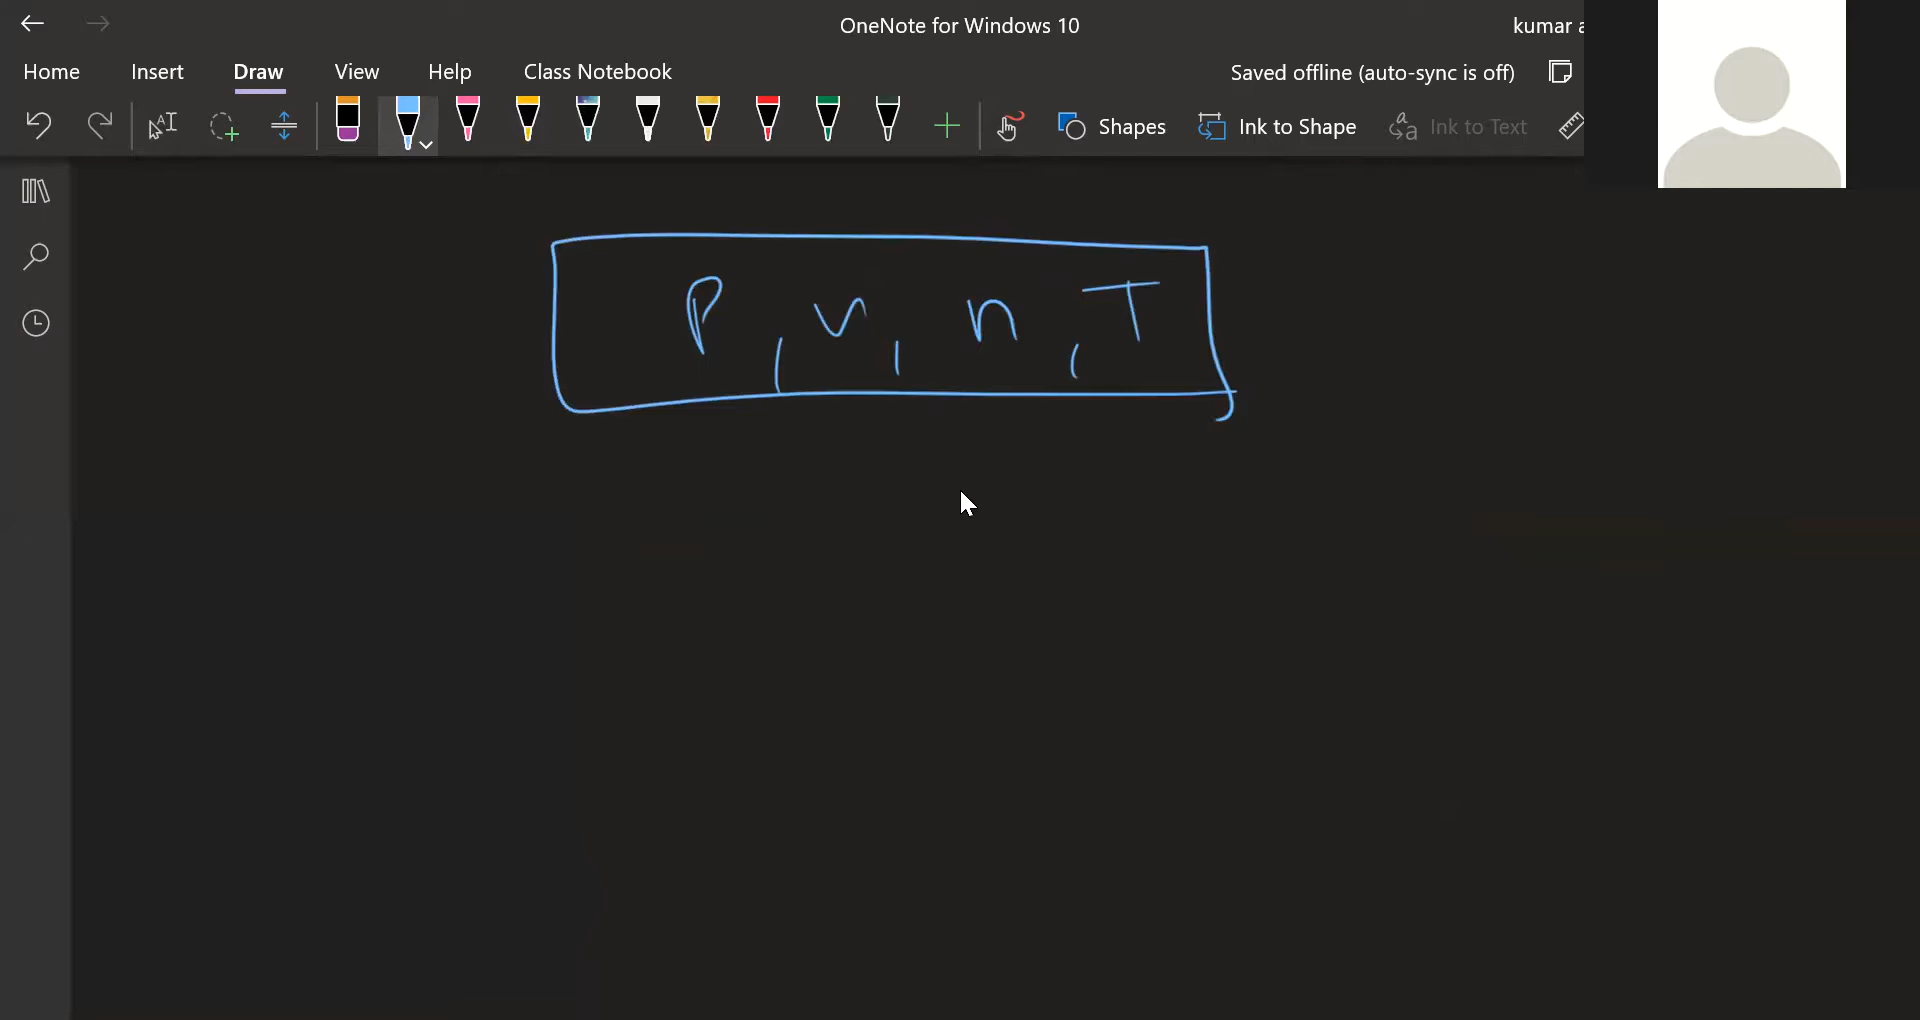 OneNote for Windows 10
kumar a
Home Insert Draw View Help Class Notebook
Saved offline (auto-sync is off)
Shapes Ink to Shape Ink to Text
P, v, n, T